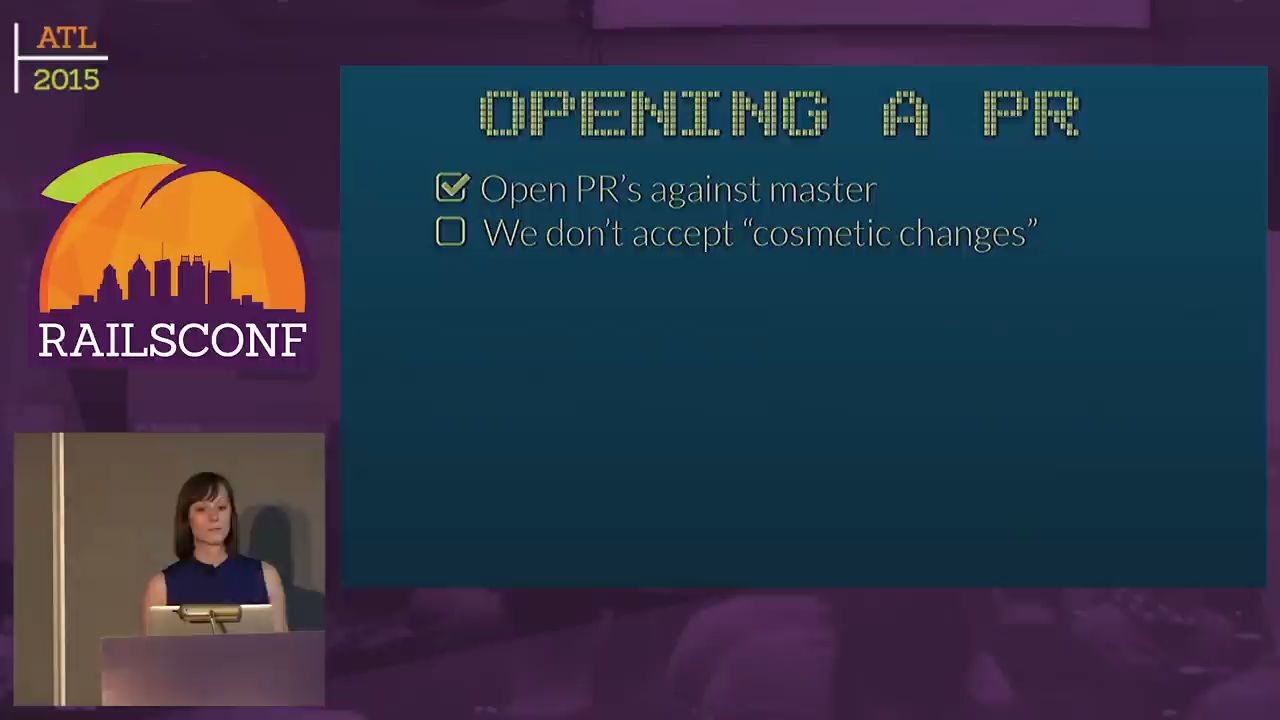 ATL
2015
RAILSCONF
OPENING A PR
Open PR's against master
We don't accept “cosmetic changes”